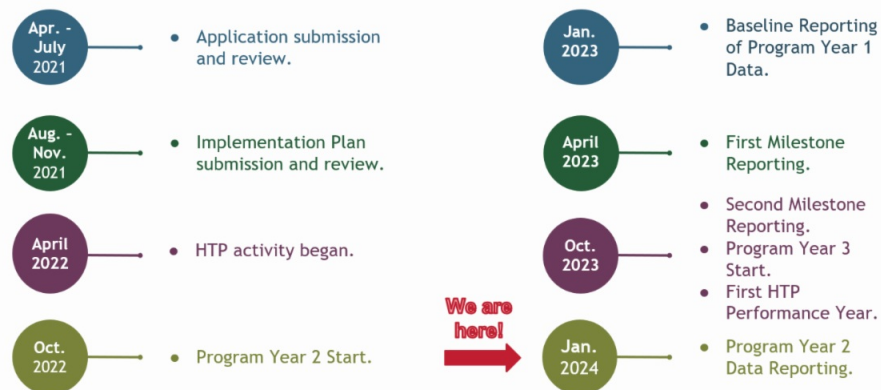 Apr. -
July
2021
• Application submission
and review.
Aug. -
Nov.
2021
• Implementation Plan
submission and review.
April
2022
• HTP activity began.
Oct.
2022
• Program Year 2 Start.
We are
here!
Jan.
2023
• Baseline Reporting
of Program Year 1
Data.
April
2023
• First Milestone
Reporting.
Oct.
2023
• Second Milestone
Reporting.
• Program Year 3
Start.
• First HTP
Performance Year.
Jan.
2024
• Program Year 2
Data Reporting.